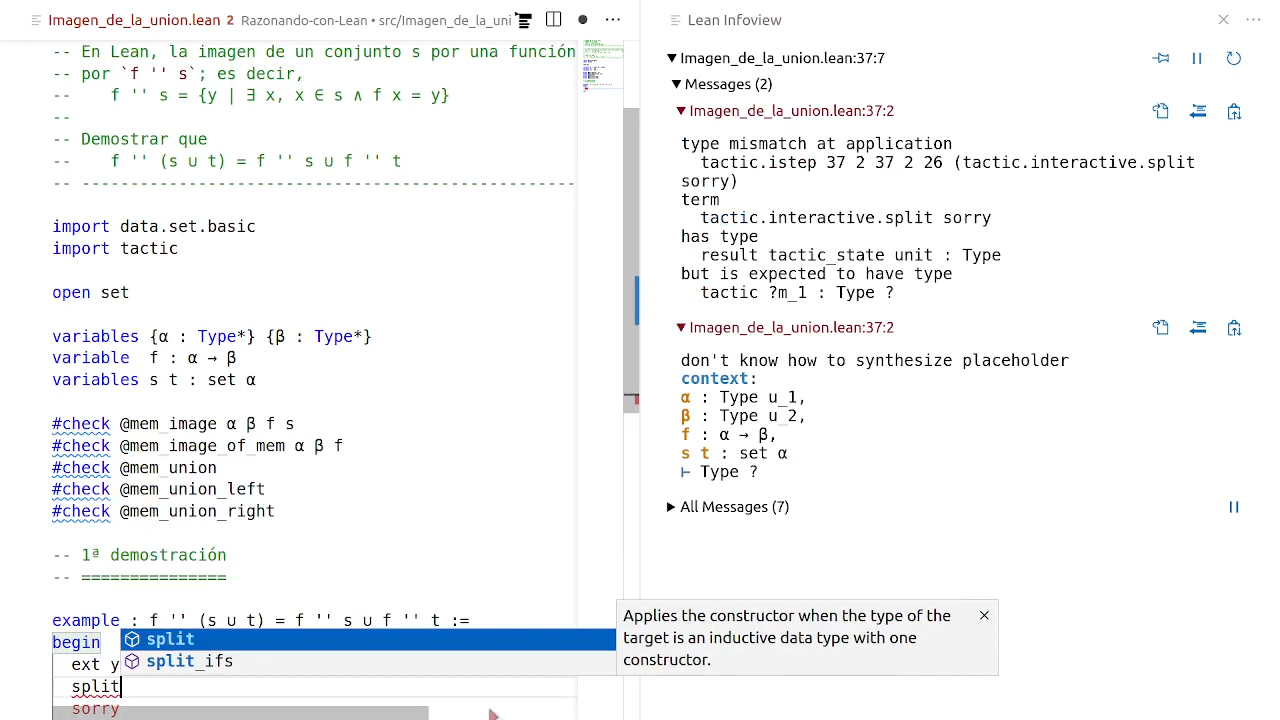 Imagen_de_la_union.lean 2 Razonando-con-Lean • src/Imagen_de_la_uni
-- En Lean, la imagen de un conjunto s por una función
-- por `f '' s`; es decir,
--    f '' s = {y | ∃ x, x ∈ s ∧ f x = y}
--
-- Demostrar que
--    f '' (s ∪ t) = f '' s ∪ f '' t
-- ---------------------------------------------------
import data.set.basic
import tactic
open set
variables {α : Type*} {β : Type*}
variable  f : α → β
variables s t : set α
#check @mem_image α β f s
#check @mem_image_of_mem α β f
#check @mem_union
#check @mem_union_left
#check @mem_union_right
-- 1ª demostración
-- ===============
example : f '' (s ∪ t) = f '' s ∪ f '' t :=
begin
  ext y
  split
  sorry
split
split_ifs
Applies the constructor when the type of the
target is an inductive data type with one
constructor.
Lean Infoview
Imagen_de_la_union.lean:37:7
Messages (2)
Imagen_de_la_union.lean:37:2
type mismatch at application
  tactic.istep 37 2 37 2 26 (tactic.interactive.split
sorry)
term
  tactic.interactive.split sorry
has type
  result tactic_state unit : Type
but is expected to have type
  tactic ?m_1 : Type ?
Imagen_de_la_union.lean:37:2
don't know how to synthesize placeholder
context:
α : Type u_1,
β : Type u_2,
f : α → β,
s t : set α
⊢ Type ?
All Messages (7)